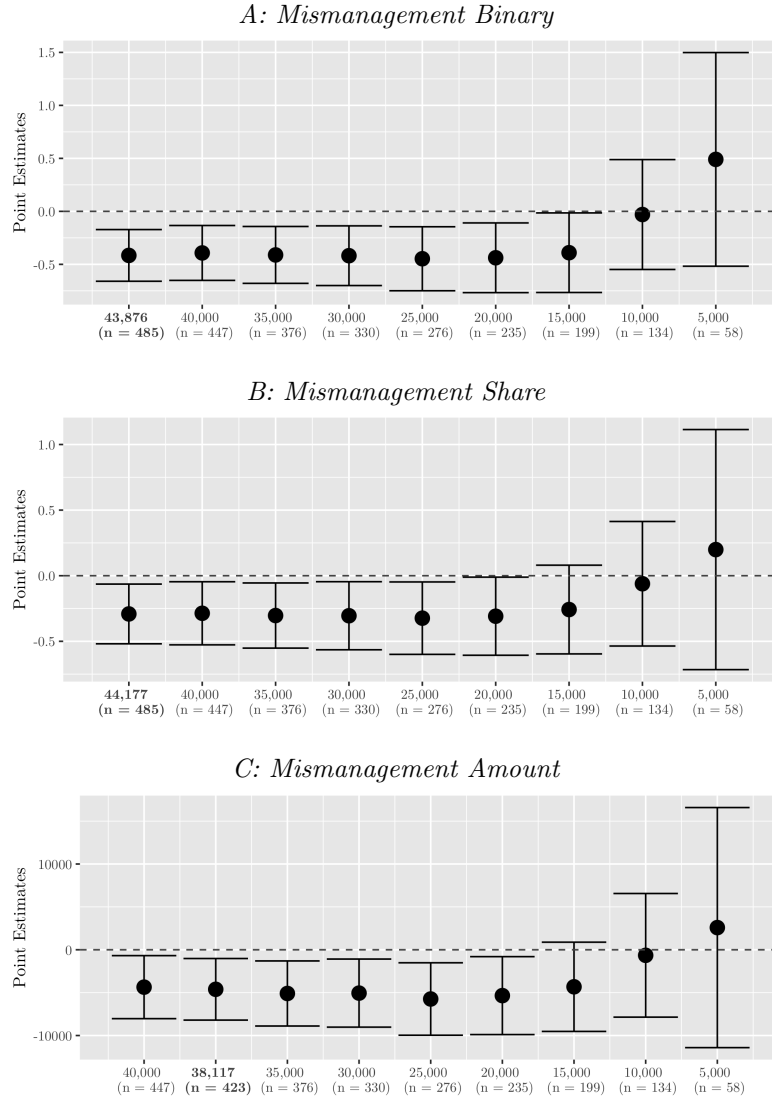 A: Mismanagement Binary
1.5
1.0
0.5
0.0
-0.5
Point Estimates
43,876 40,000 35,000 30,000 25,000 20,000 15,000 10,000 5,000
(n = 485) (n = 447) (n = 376) (n = 330) (n = 276) (n = 235) (n = 199) (n = 134) (n = 58)
B: Mismanagement Share
1.0
0.5
0.0
-0.5
Point Estimates
44,177 40,000 35,000 30,000 25,000 20,000 15,000 10,000 5,000
(n = 485) (n = 447) (n = 376) (n = 330) (n = 276) (n = 235) (n = 199) (n = 134) (n = 58)
C: Mismanagement Amount
10000
0
-10000
Point Estimates
40,000 38,117 35,000 30,000 25,000 20,000 15,000 10,000 5,000
(n = 447) (n = 423) (n = 376) (n = 330) (n = 276) (n = 235) (n = 199) (n = 134) (n = 58)